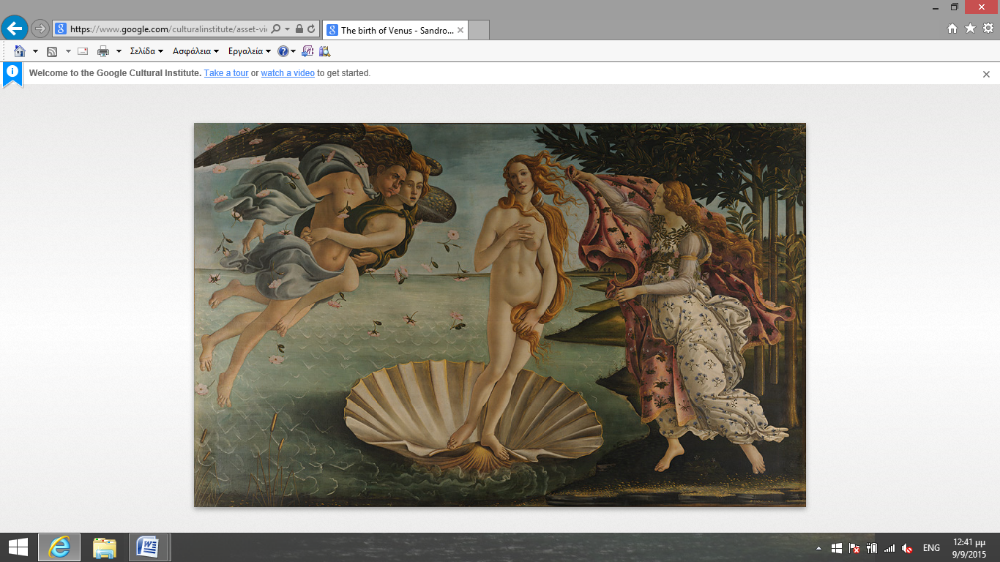 https://www.google.com/culturalinstitute/asset-vi
The birth of Venus - Sandro...
Σελίδα Ασφάλεια Εργαλεία
Welcome to the Google Cultural Institute. Take a tour or watch a video to get started.
ENG
12:41 μμ
9/9/2015